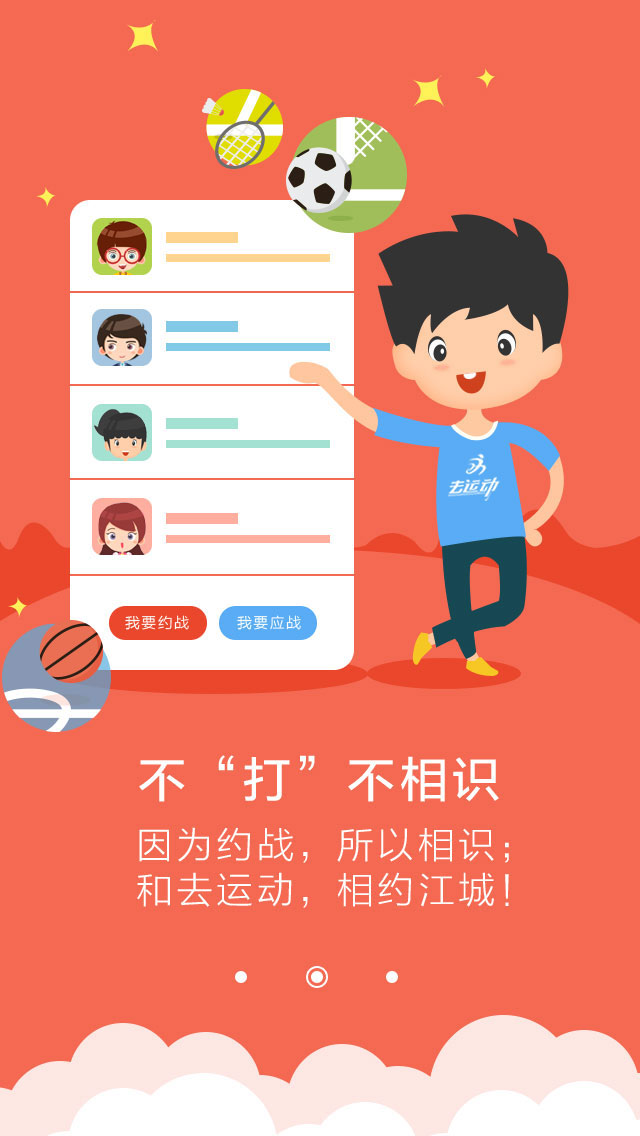 去运动
我要约战
我要应战
不“打”不相识
因为约战，所以相识；
和去运动，相约江城！